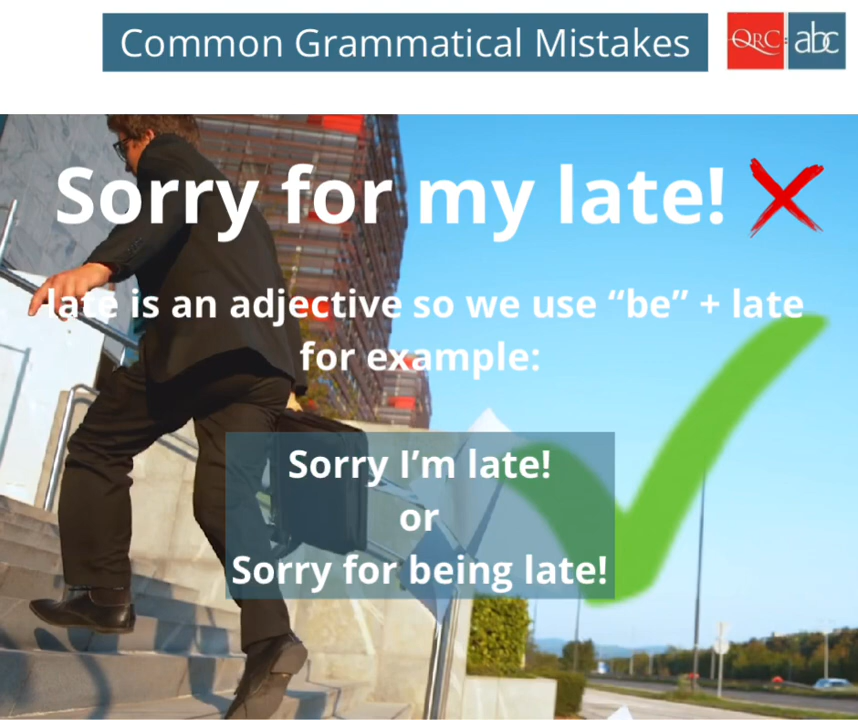 Common Grammatical Mistakes
QRC:abc
Sorry for my late!
late is an adjective so we use “be” + late
for example:
Sorry I’m late!
or
Sorry for being late!